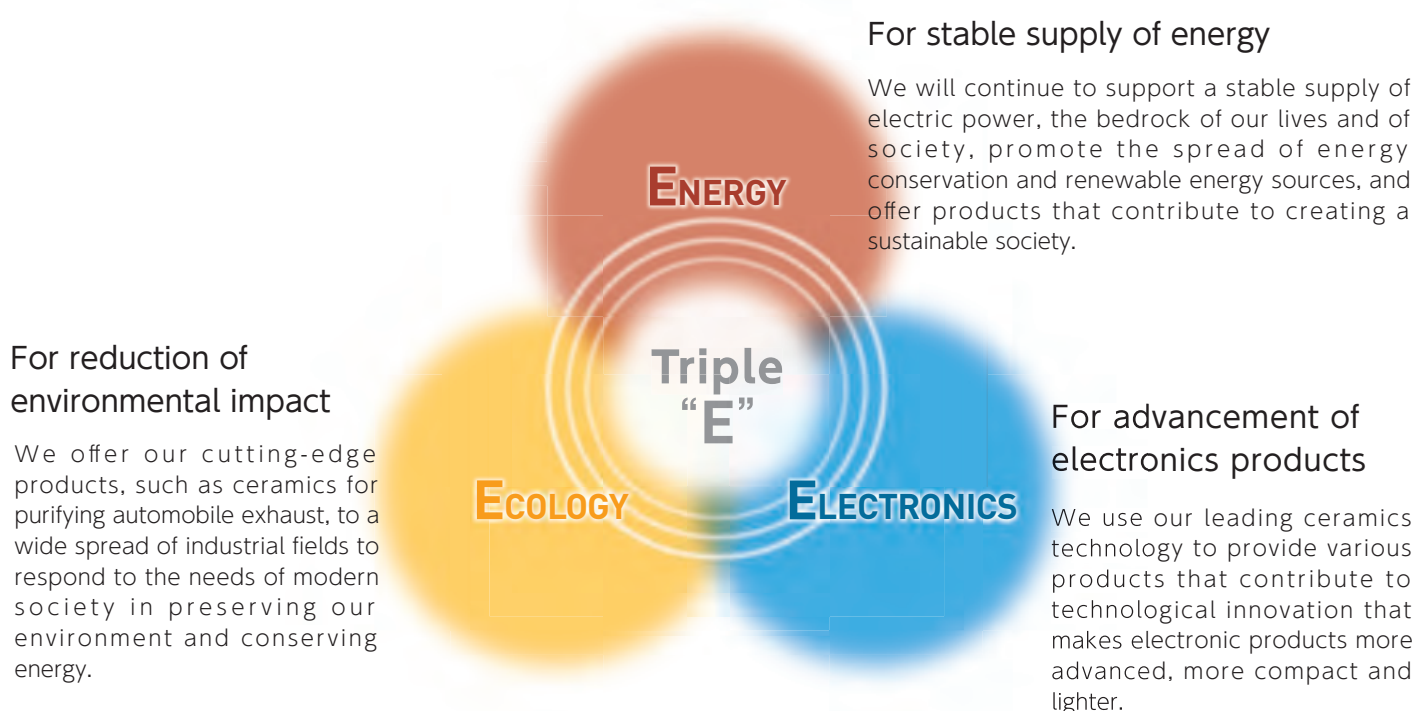 For stable supply of energy
We will continue to support a stable supply of
electric power, the bedrock of our lives and of
society, promote the spread of energy
conservation and renewable energy sources, and
offer products that contribute to creating a
sustainable society.
ENERGY
Triple
“E”
ECOLOGY
ELECTRONICS
For reduction of
environmental impact
We offer our cutting-edge
products, such as ceramics for
purifying automobile exhaust, to a
wide spread of industrial fields to
respond to the needs of modern
society in preserving our
environment and conserving
energy.
For advancement of
electronics products
We use our leading ceramics
technology to provide various
products that contribute to
technological innovation that
makes electronic products more
advanced, more compact and
lighter.